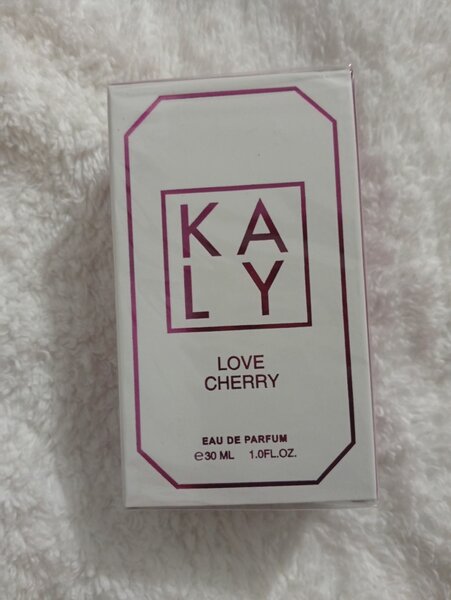 KA
LY
LOVE
CHERRY
EAU DE PARFUM
℮30 ML 1.0FL.OZ.